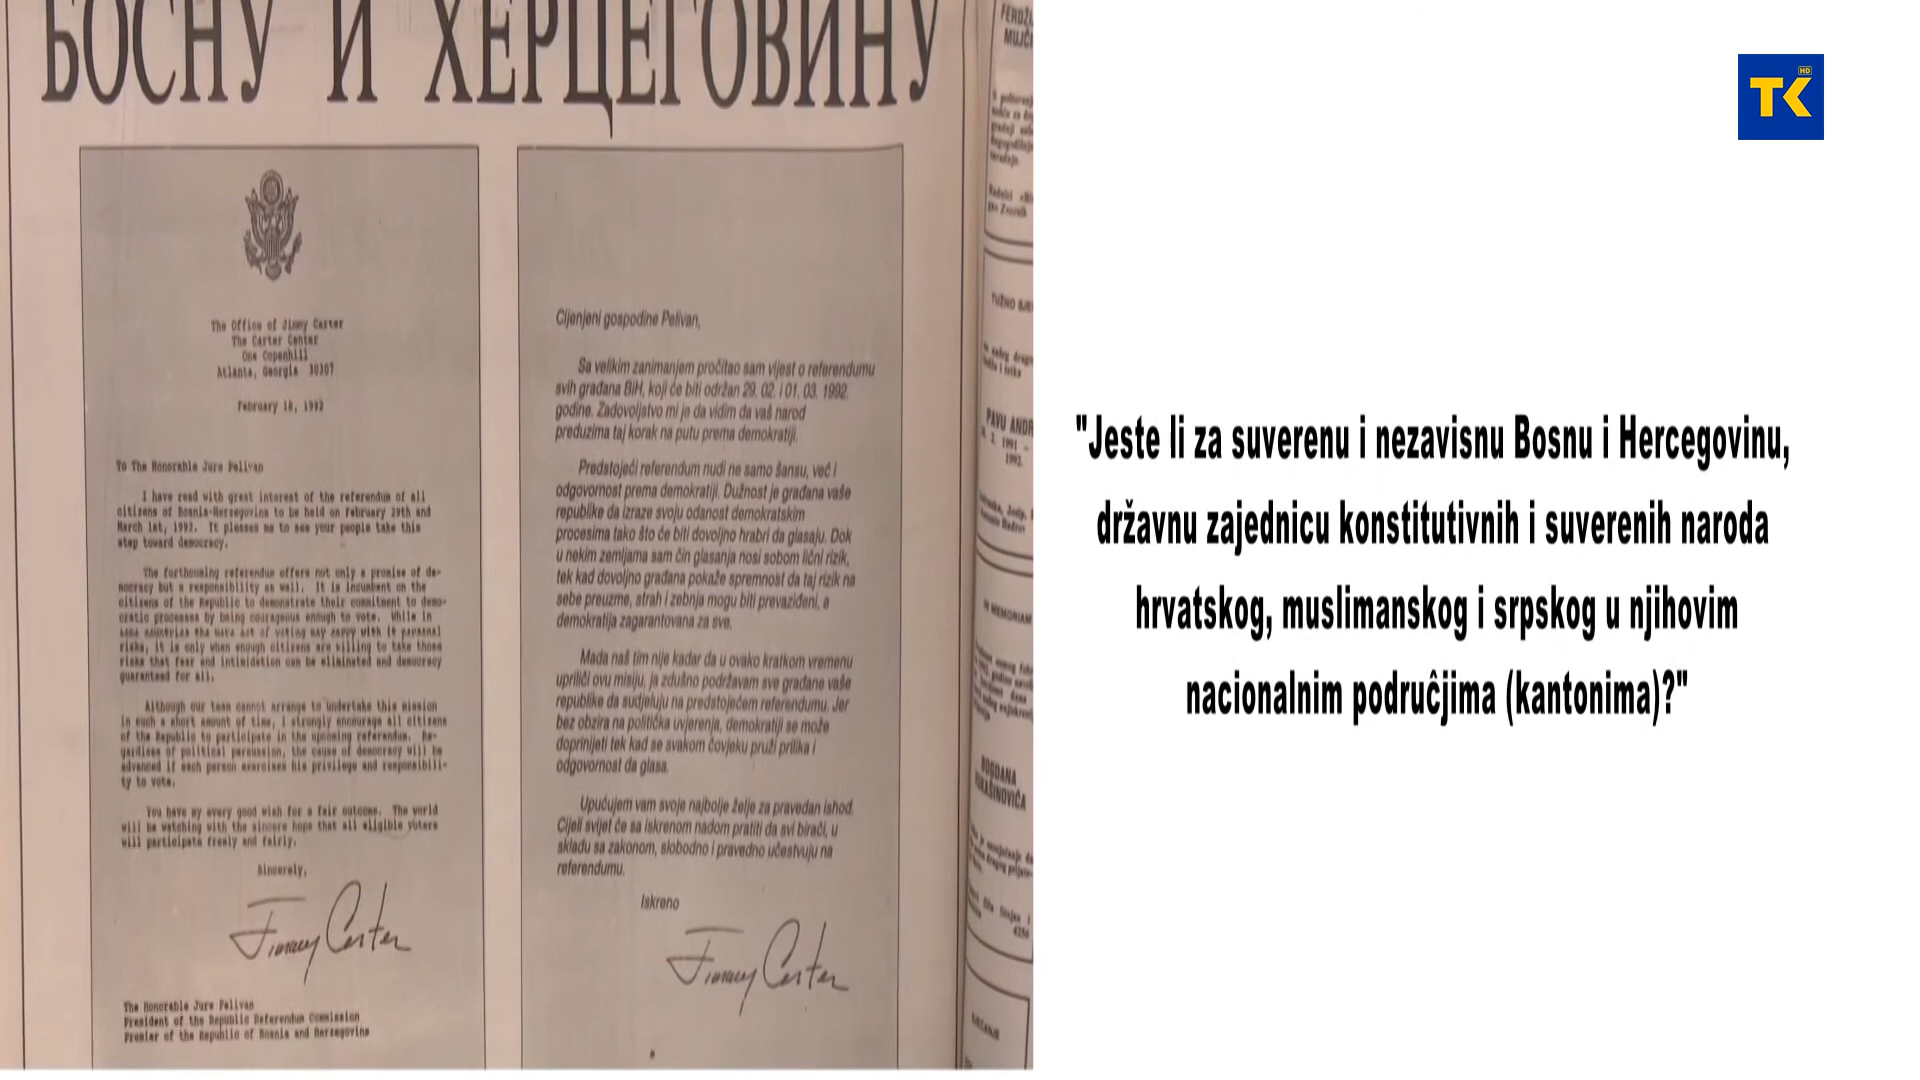 БОСНУ И ХЕРЦЕГОВИНУ
The Office of Jimmy Carter
The Carter Center
One Copenhill
Atlanta, Georgia 30307
February 18, 1992
To The Honorable Jure Pelivan
I have read with great interest of the referendum of all
citizens of Bosnia-Herzegovina to be held on February 29th and
March 1st, 1992. It pleases me to see your people take this
step toward democracy.
The forthcoming referendum offers not only a promise of de-
mocracy but a responsibility as well. It is incumbent on the
citizens of the Republic to demonstrate their commitment to demo-
cratic processes by being courageous enough to vote. While in
some countries the mere act of voting may carry with it personal
risks, it is only when enough citizens are willing to take those
risks that fear and intimidation can be eliminated and democracy
guaranteed for all.
Although our team cannot arrange to undertake this mission
in such a short amount of time, I strongly encourage all citizens
of the Republic to participate in the upcoming referendum. Re-
gardless of political persuasion, the cause of democracy will be
advanced if each person exercises his privilege and responsibili-
ty to vote.
You have my every good wish for a fair outcome. The world
will be watching with the sincere hope that all eligible voters
will participate freely and fairly.
Sincerely,
Jimmy Carter
The Honorable Jure Pelivan
President of the Republic Referendum Commission
Premier of the Republic of Bosnia and Herzegovina
Cijenjeni gospodine Pelivan,
Sa velikim zanimanjem pročitao sam vijest o referendumu
svih građana BiH, koji će biti održan 29. 02. i 01. 03. 1992.
godine. Zadovoljstvo mi je da vidim da vaš narod
preduzima taj korak na putu prema demokratiji.
Predstojeći referendum nudi ne samo šansu, već i
odgovornost prema demokratiji. Dužnost je građana vaše
republike da izraze svoju odanost demokratskim
procesima tako što će biti dovoljno hrabri da glasaju. Dok
u nekim zemljama sam čin glasanja nosi sobom lični rizik,
tek kad dovoljno građana pokaže spremnost da taj rizik na
sebe preuzme, strah i zebnja mogu biti prevaziđeni, a
demokratija zagarantovana za sve.
Mada naš tim nije kadar da u ovako kratkom vremenu
upriliči ovu misiju, ja zdušno podržavam sve građane vaše
republike da sudjeluju na predstojećem referendumu. Jer
bez obzira na politička uvjerenja, demokratiji se može
doprinijeti tek kad se svakom čovjeku pruži prilika i
odgovornost da glasa.
Upućujem vam svoje najbolje želje za pravedan ishod.
Cijeli svijet će sa iskrenom nadom pratiti da svi birači, u
skladu sa zakonom, slobodno i pravedno učestvuju na
referendumu.
Iskreno
Jimmy Carter
MUJČI
PAVU ANDR
1991 –
1992.
IN MEMORIAM
TK HD
"Jeste li za suverenu i nezavisnu Bosnu i Hercegovinu,
državnu zajednicu konstitutivnih i suverenih naroda
hrvatskog, muslimanskog i srpskog u njihovim
nacionalnim područjima (kantonima)?"